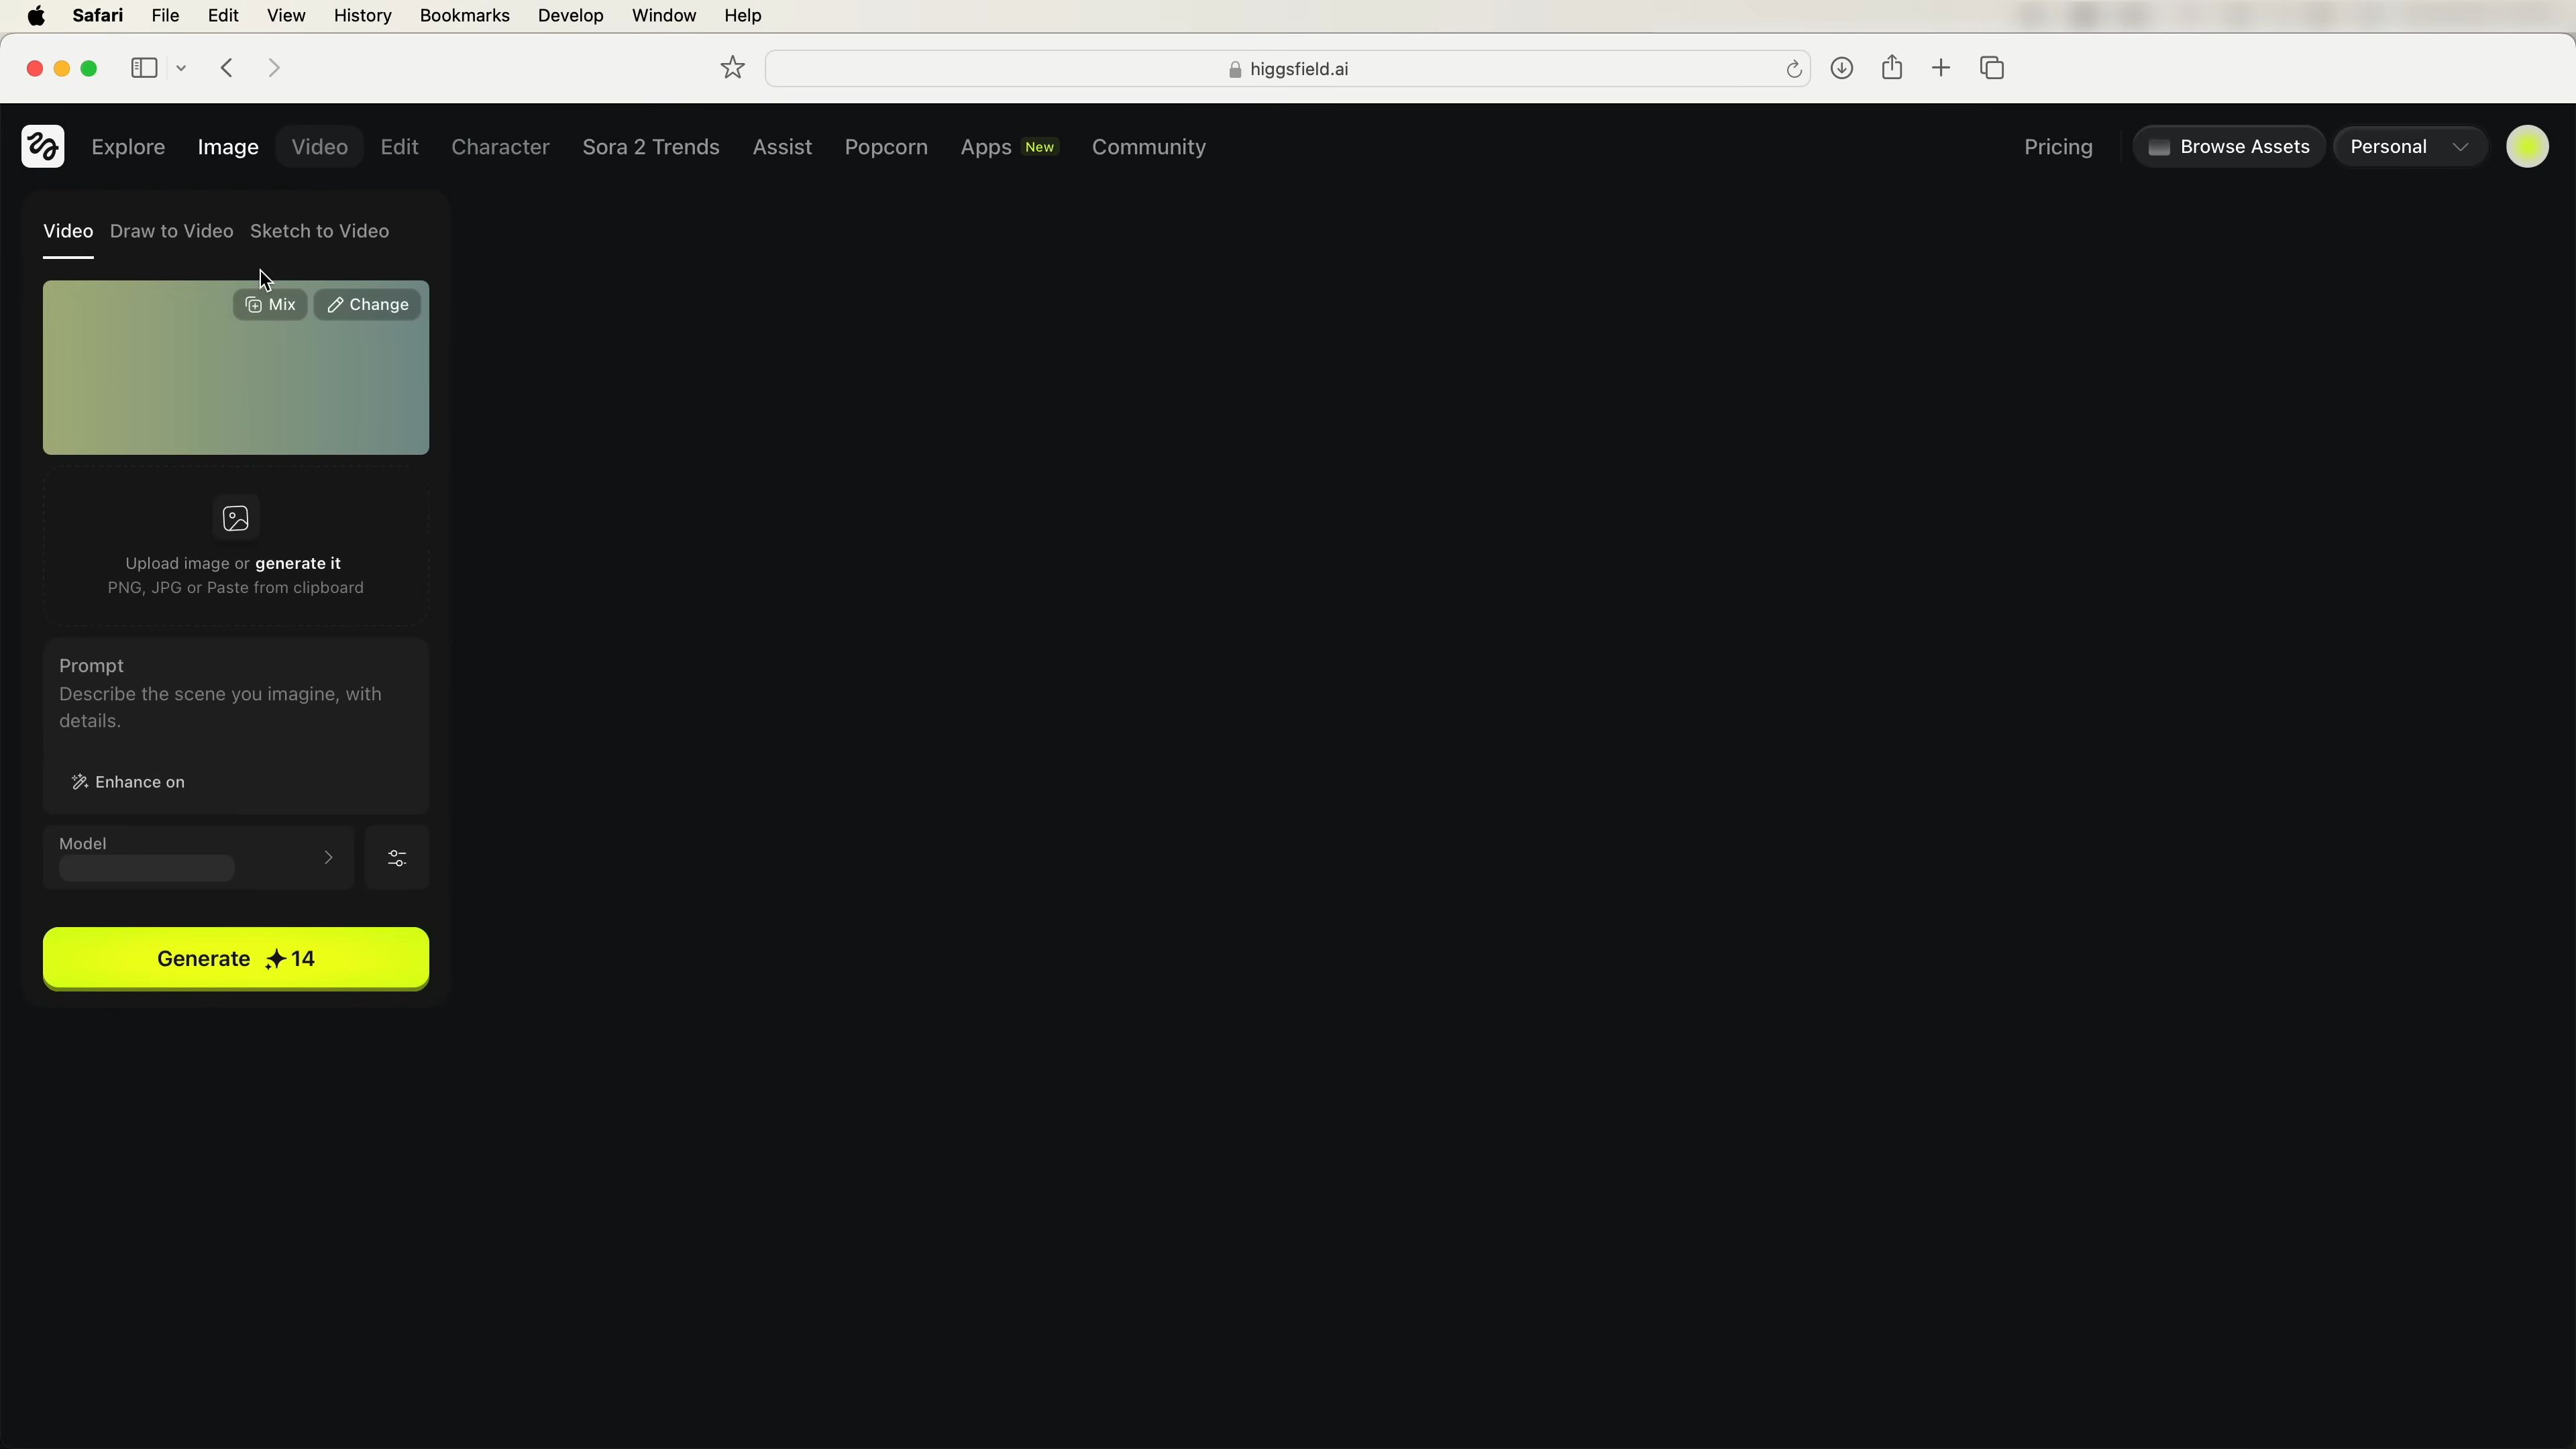 Safari File Edit View History Bookmarks Develop Window Help
higgsfield.ai
Explore Image Video Edit Character Sora 2 Trends Assist Popcorn Apps New Community Pricing Browse Assets Personal
Video Draw to Video Sketch to Video
Mix Change
Upload image or generate it
PNG, JPG or Paste from clipboard
Prompt
Describe the scene you imagine, with
details.
Enhance on
Model
Generate 14